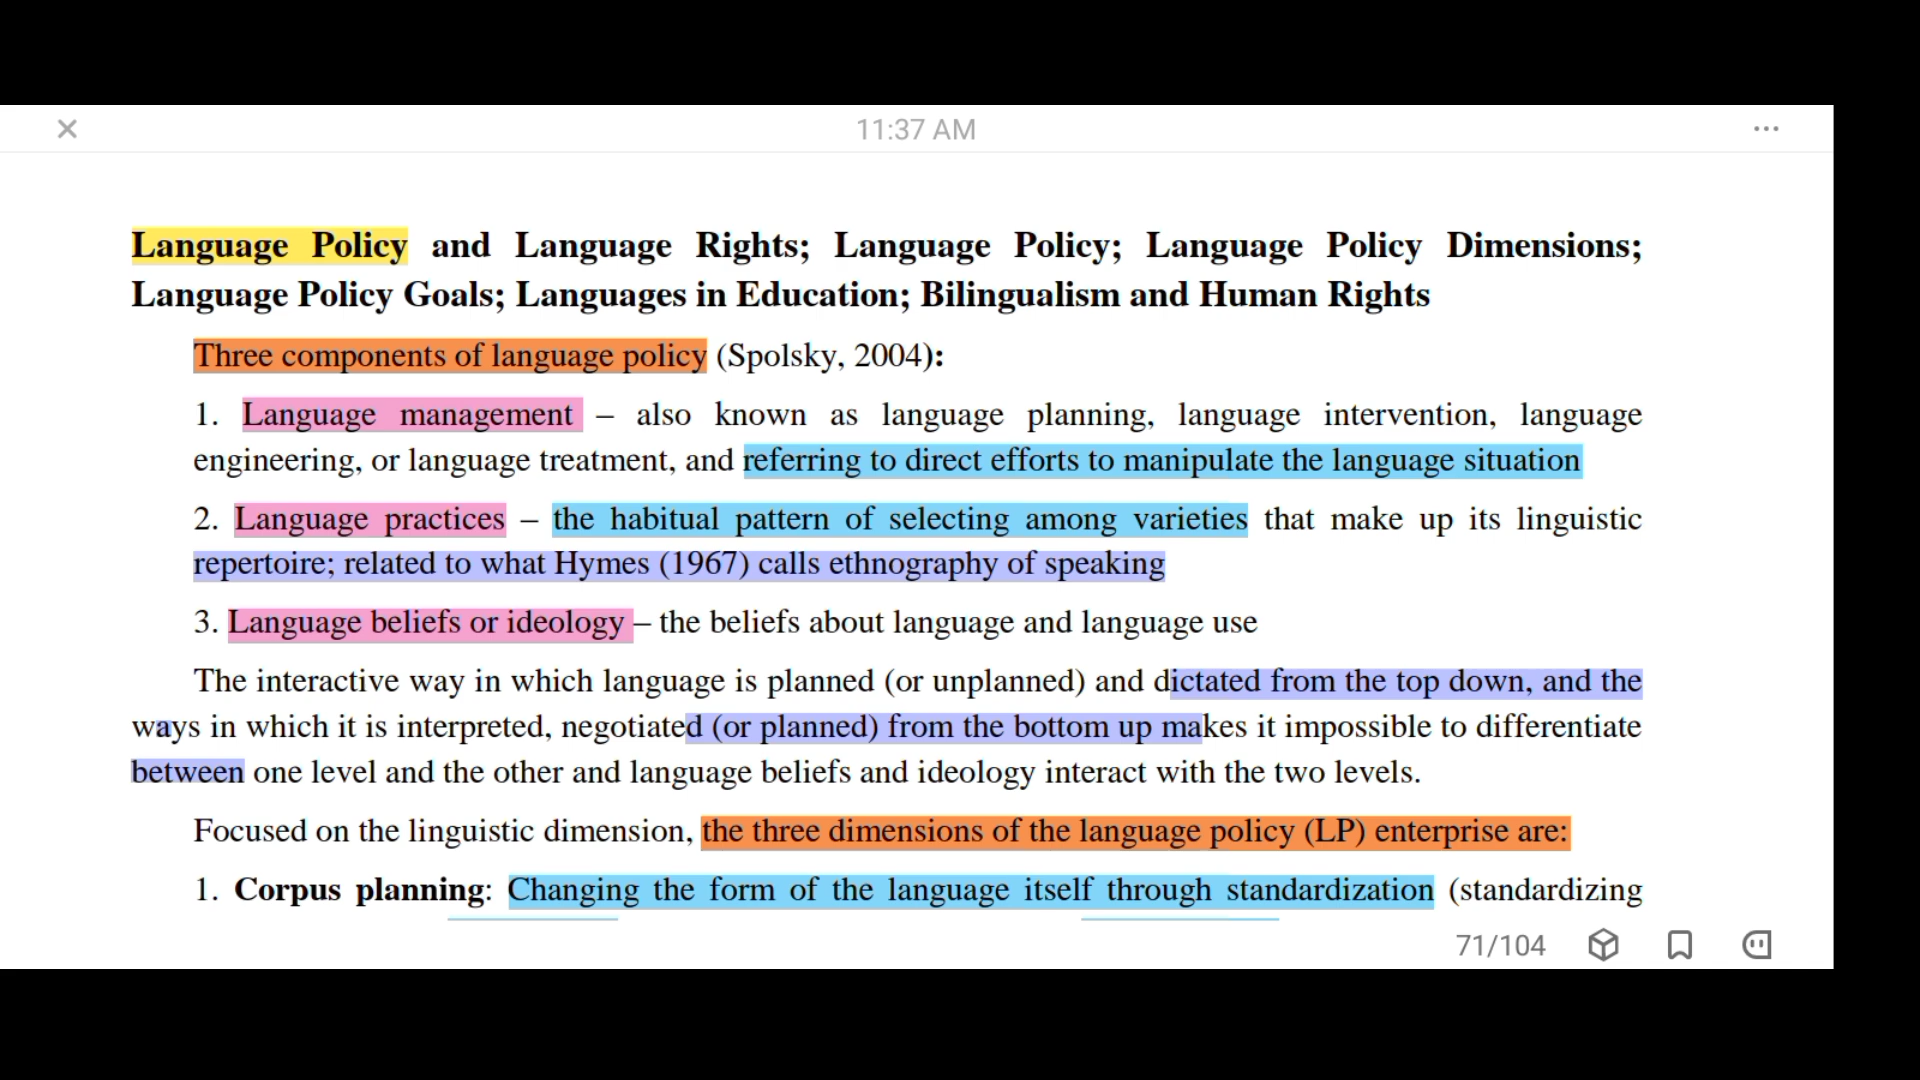 11:37 AM
Language Policy and Language Rights; Language Policy; Language Policy Dimensions;
Language Policy Goals; Languages in Education; Bilingualism and Human Rights
Three components of language policy (Spolsky, 2004):
1. Language management – also known as language planning, language intervention, language
engineering, or language treatment, and referring to direct efforts to manipulate the language situation
2. Language practices – the habitual pattern of selecting among varieties that make up its linguistic
repertoire; related to what Hymes (1967) calls ethnography of speaking
3. Language beliefs or ideology – the beliefs about language and language use
The interactive way in which language is planned (or unplanned) and dictated from the top down, and the
ways in which it is interpreted, negotiated (or planned) from the bottom up makes it impossible to differentiate
between one level and the other and language beliefs and ideology interact with the two levels.
Focused on the linguistic dimension, the three dimensions of the language policy (LP) enterprise are:
1. Corpus planning: Changing the form of the language itself through standardization (standardizing
71/104